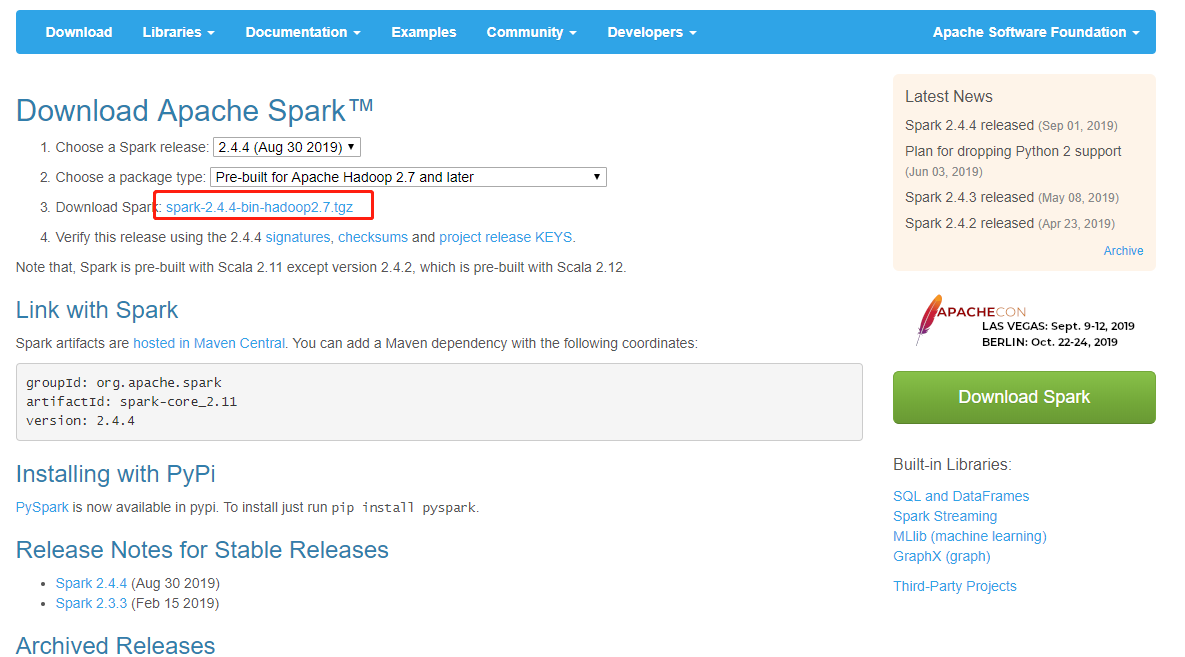 Download Libraries Documentation Examples Community Developers Apache Software Foundation
Download Apache Spark™
1. Choose a Spark release: 2.4.4 (Aug 30 2019)
2. Choose a package type: Pre-built for Apache Hadoop 2.7 and later
3. Download Spark: spark-2.4.4-bin-hadoop2.7.tgz
4. Verify this release using the 2.4.4 signatures, checksums and project release KEYS.
Note that, Spark is pre-built with Scala 2.11 except version 2.4.2, which is pre-built with Scala 2.12.
Link with Spark
Spark artifacts are hosted in Maven Central. You can add a Maven dependency with the following coordinates:
groupId: org.apache.spark
artifactId: spark-core_2.11
version: 2.4.4
Installing with PyPi
PySpark is now available in pypi. To install just run pip install pyspark.
Release Notes for Stable Releases
• Spark 2.4.4 (Aug 30 2019)
• Spark 2.3.3 (Feb 15 2019)
Archived Releases
Latest News
Spark 2.4.4 released (Sep 01, 2019)
Plan for dropping Python 2 support
(Jun 03, 2019)
Spark 2.4.3 released (May 08, 2019)
Spark 2.4.2 released (Apr 23, 2019)
Archive
APACHECON
LAS VEGAS: Sept. 9-12, 2019
BERLIN: Oct. 22-24, 2019
Download Spark
Built-in Libraries:
SQL and DataFrames
Spark Streaming
MLlib (machine learning)
GraphX (graph)
Third-Party Projects